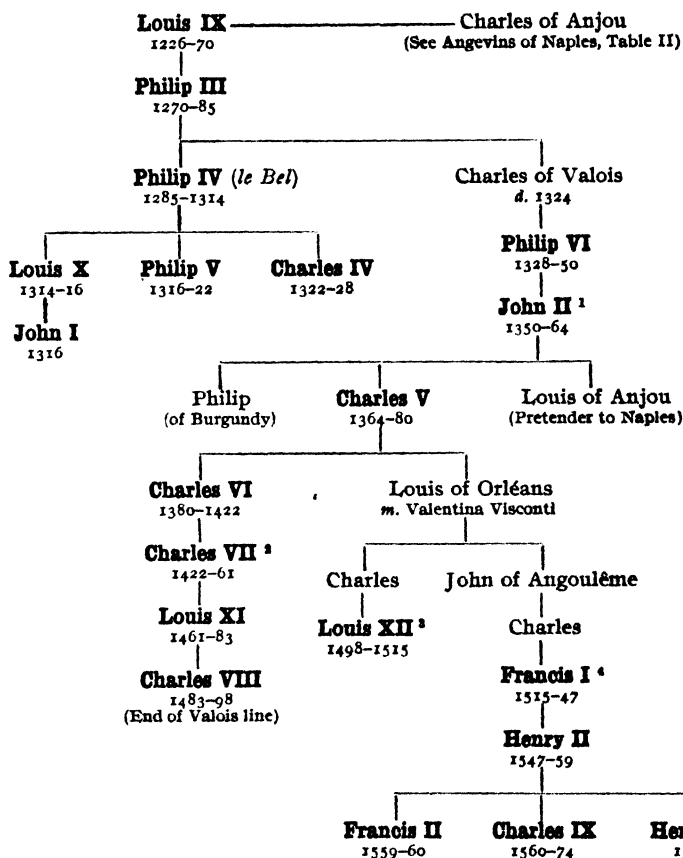 Louis IX Charles of Anjou
1226–70 (See Angevins of Naples, Table II)
Philip III
1270–85
Philip IV (le Bel) Charles of Valois
1285–1314 d. 1324
Philip VI
1328–50
Louis X Philip V Charles IV
1314–16 1316–22 1322–28
John II ¹
1350–64
John I
1316
Philip Charles V Louis of Anjou
(of Burgundy) 1364–80 (Pretender to Naples)
Charles VI Louis of Orléans
1380–1422 m. Valentina Visconti
Charles VII ²
1422–61
Charles John of Angoulême
Louis XI
1461–83
Louis XII ³ Charles
1498–1515
Charles VIII Francis I ⁴
1483–98 1515–47
(End of Valois line)
Henry II
1547–59
Francis II Charles IX
1559–60 1560–74